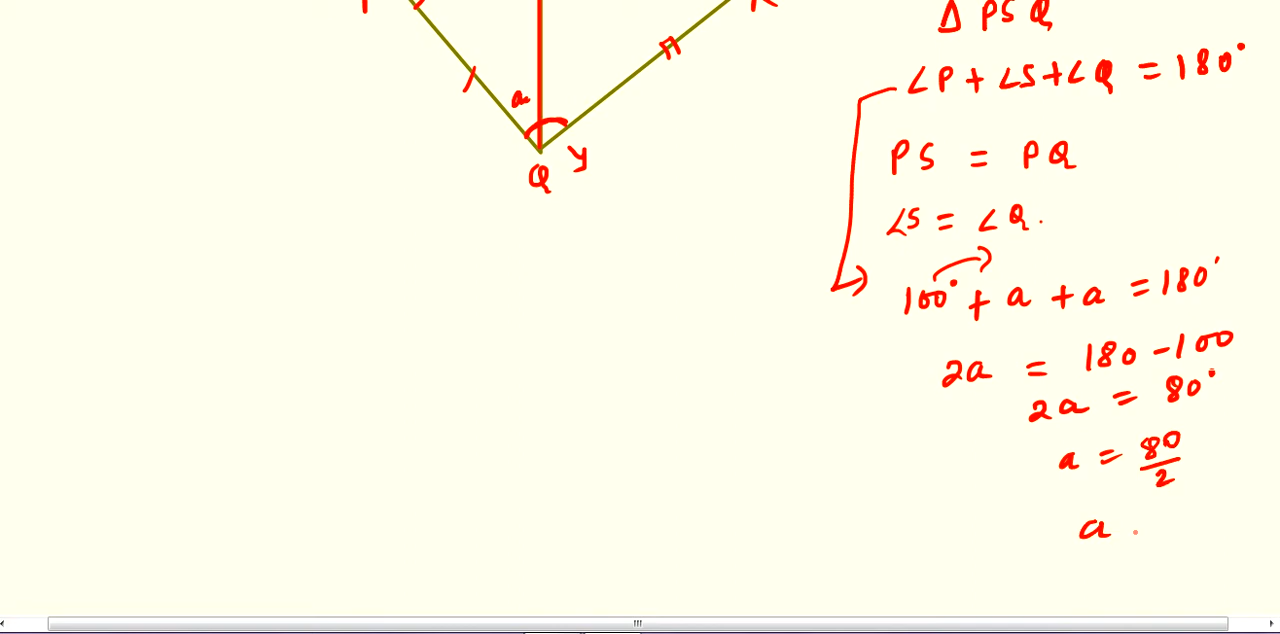 Δ PSQ
∠P + ∠S + ∠Q = 180°
PS = PQ
∠S = ∠Q.
100° + a + a = 180°
2a = 180 - 100
2a = 80°
a = 80/2
a
a
Q
y